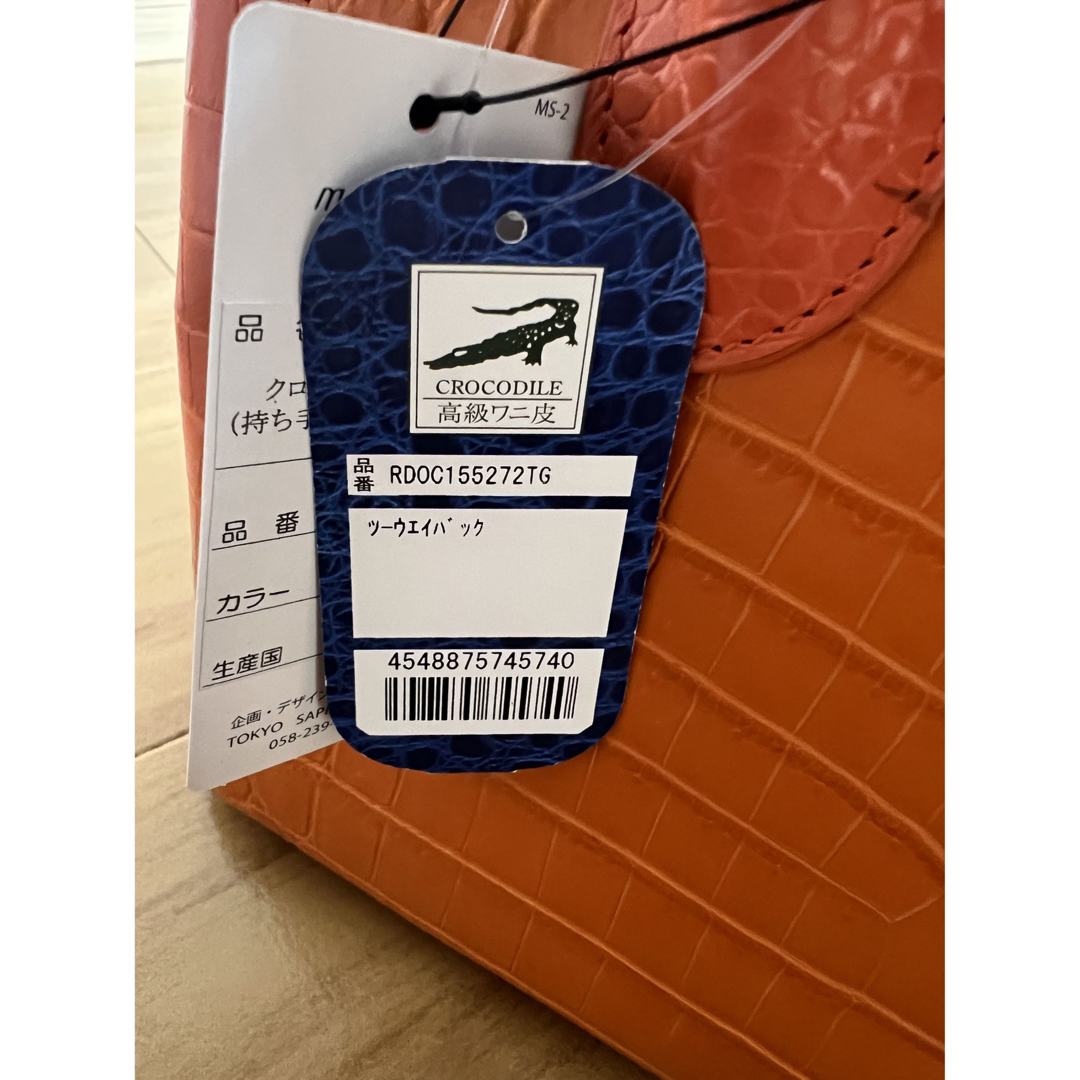 MS-2
CROCODILE
高級ワニ皮
品番 RDOC155272TG
ツーウエイバック
4548875745740
品
クロ
(持ち手
品 番
カラー
生産国
企画・デザイン
TOKYO SAP
058-239